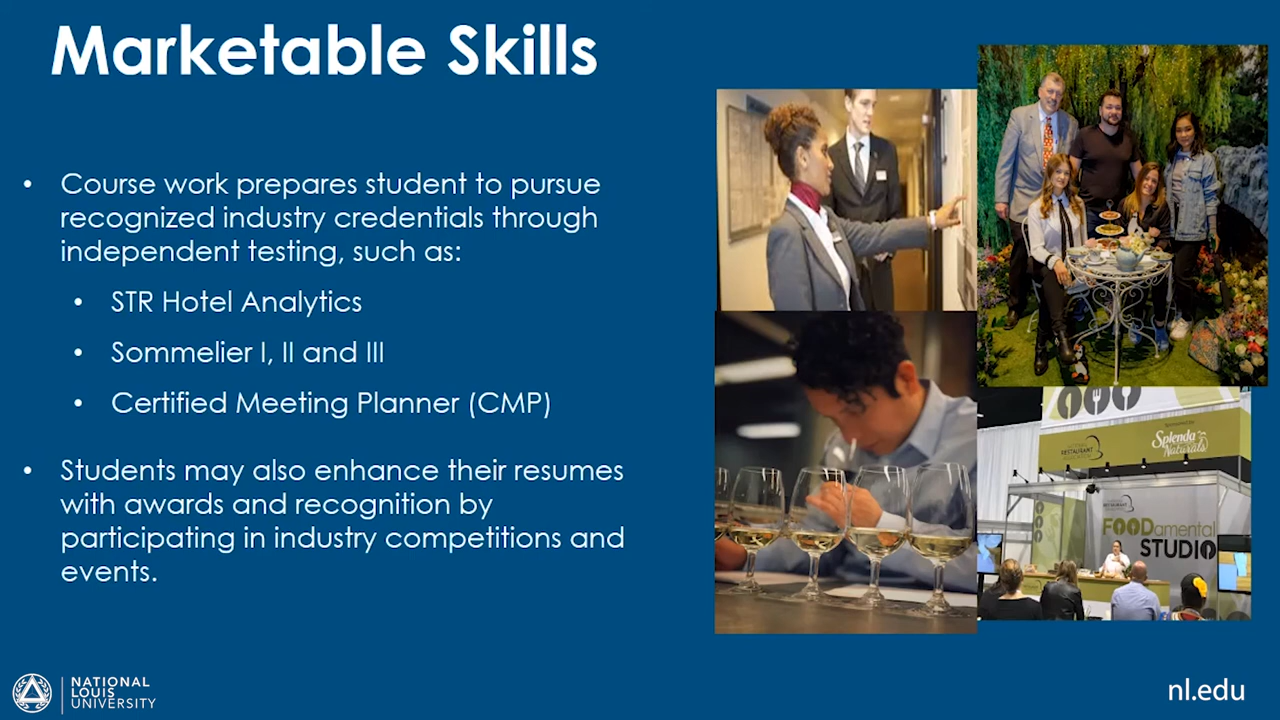 Marketable Skills
• Course work prepares student to pursue
recognized industry credentials through
independent testing, such as:
• STR Hotel Analytics
• Sommelier I, II and III
• Certified Meeting Planner (CMP)
• Students may also enhance their resumes
with awards and recognition by
participating in industry competitions and
events.
Splenda
Naturals
RESTAURANT
FOODamental
STUDIO
NATIONAL
LOUIS
UNIVERSITY
nl.edu